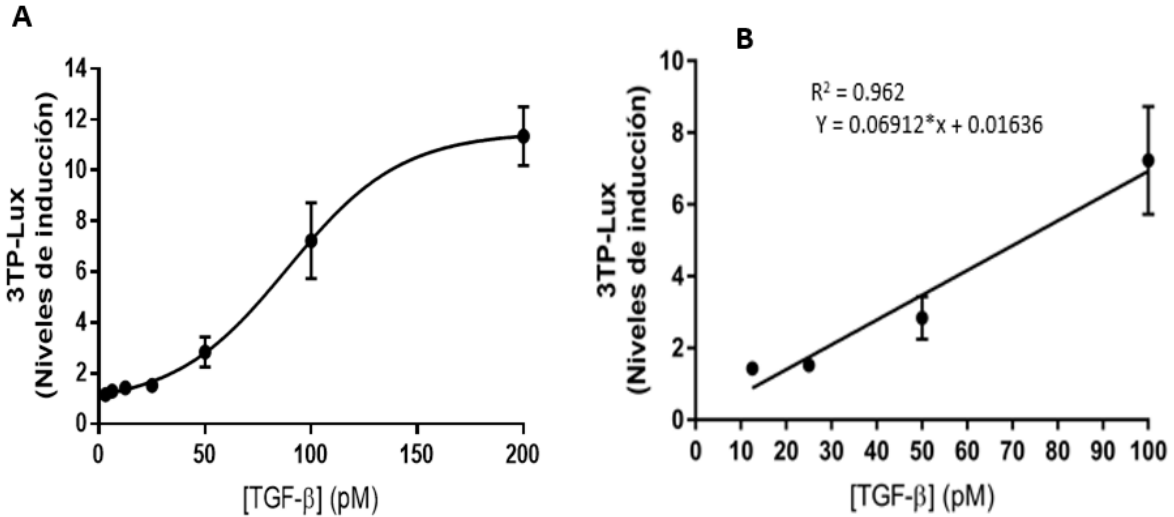 A
3TP-Lux
(Niveles de inducción)
14
12
10
8
6
4
2
0
0 50 100 150 200
[TGF-β] (pM)
B
R² = 0.962
Y = 0.06912*x + 0.01636
3TP-Lux
(Niveles de inducción)
10
8
6
4
2
0
0 10 20 30 40 50 60 70 80 90 100
[TGF-β] (pM)